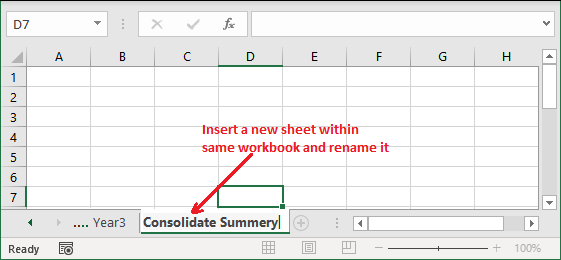 D7
fx
A B C D E F G H
1
2
3
Insert a new sheet within
4
same workbook and rename it
5
6
7
.... Year3 Consolidate Summery
Ready 100%